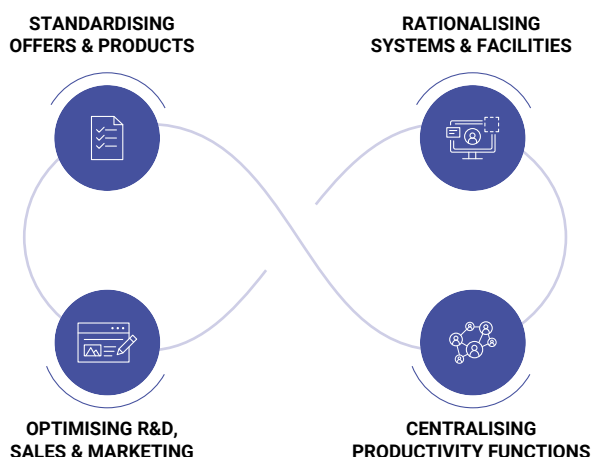 STANDARDISING
OFFERS & PRODUCTS
RATIONALISING
SYSTEMS & FACILITIES
OPTIMISING R&D,
SALES & MARKETING
CENTRALISING
PRODUCTIVITY FUNCTIONS